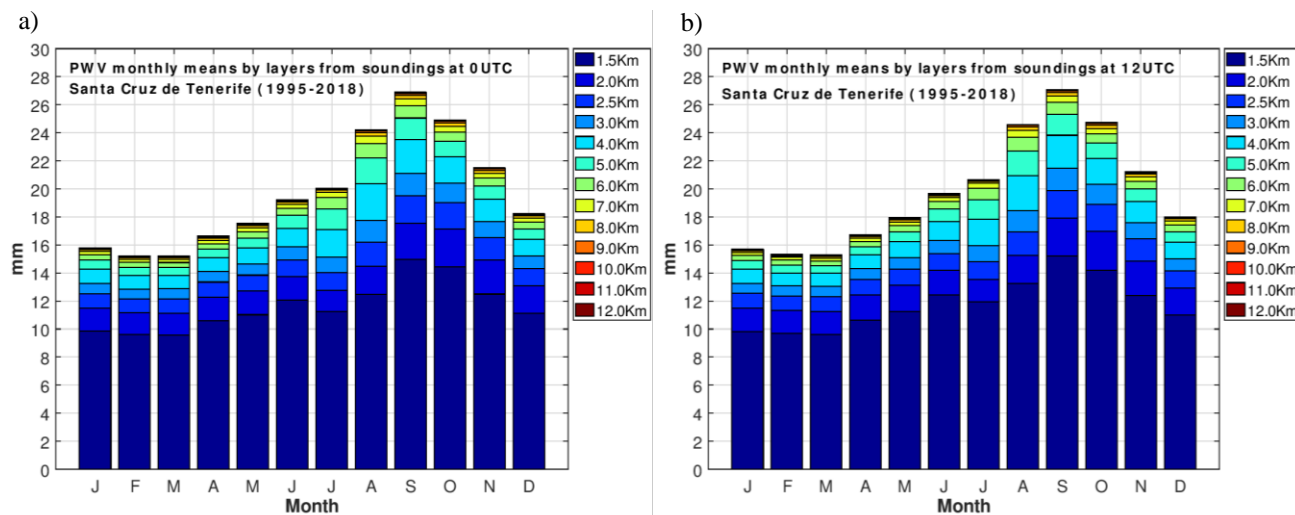 a)
PWV monthly means by layers from soundings at 0UTC
Santa Cruz de Tenerife (1995-2018)
30
28
26
24
22
20
18
16
14
12
10
8
6
4
2
0
mm
J F M A M J J A S O N D
Month
1.5Km
2.0Km
2.5Km
3.0Km
4.0Km
5.0Km
6.0Km
7.0Km
8.0Km
9.0Km
10.0Km
11.0Km
12.0Km
b)
PWV monthly means by layers from soundings at 12UTC
Santa Cruz de Tenerife (1995-2018)
30
28
26
24
22
20
18
16
14
12
10
8
6
4
2
0
mm
J F M A M J J A S O N D
Month
1.5Km
2.0Km
2.5Km
3.0Km
4.0Km
5.0Km
6.0Km
7.0Km
8.0Km
9.0Km
10.0Km
11.0Km
12.0Km